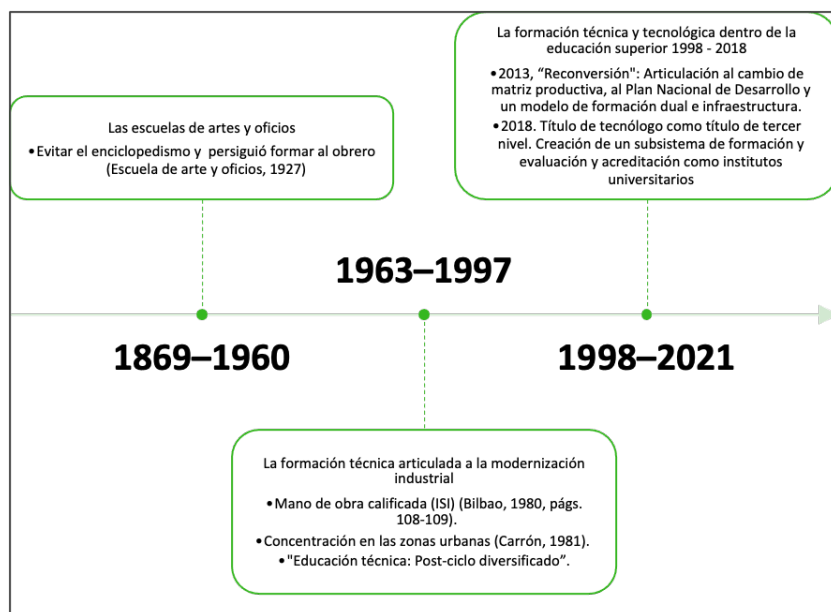 Las escuelas de artes y oficios
•Evitar el enciclopedismo y persiguió formar al obrero
(Escuela de arte y oficios, 1927)
1869–1960
1963–1997
La formación técnica articulada a la modernización
industrial
•Mano de obra calificada (ISI) (Bilbao, 1980, págs.
108-109).
•Concentración en las zonas urbanas (Carrón, 1981).
•"Educación técnica: Post-ciclo diversificado”.
La formación técnica y tecnológica dentro de la
educación superior 1998 - 2018
•2013, “Reconversión": Articulación al cambio de
matriz productiva, al Plan Nacional de Desarrollo y
un modelo de formación dual e infraestructura.
•2018. Título de tecnólogo como título de tercer
nivel. Creación de un subsistema de formación y
evaluación y acreditación como institutos
universitarios
1998–2021